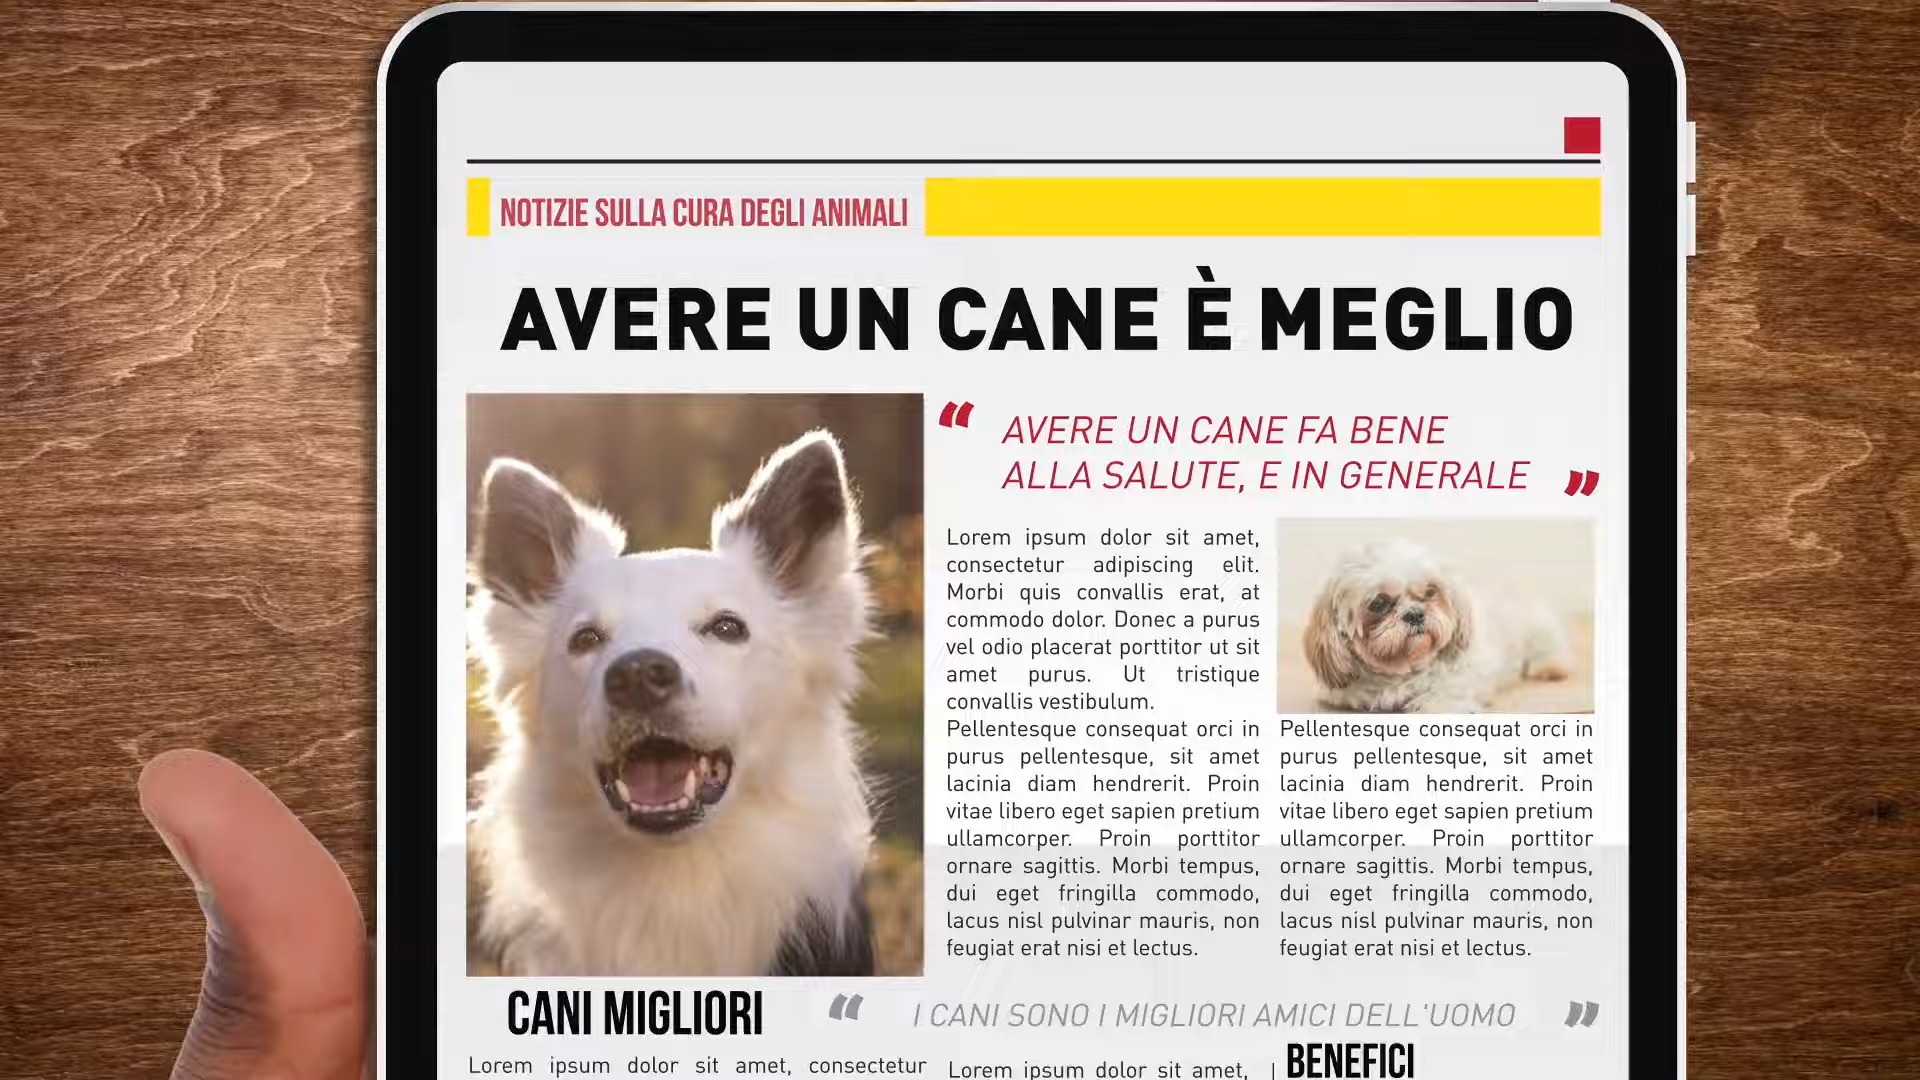 NOTIZIE SULLA CURA DEGLI ANIMALI
AVERE UN CANE È MEGLIO
“ AVERE UN CANE FA BENE
ALLA SALUTE, E IN GENERALE ”
Lorem ipsum dolor sit amet,
consectetur adipiscing elit.
Morbi quis convallis erat, at
commodo dolor. Donec a purus
vel odio placerat porttitor ut sit
amet purus. Ut tristique
convallis vestibulum.
Pellentesque consequat orci in
purus pellentesque, sit amet
lacinia diam hendrerit. Proin
vitae libero eget sapien pretium
ullamcorper. Proin porttitor
ornare sagittis. Morbi tempus,
dui eget fringilla commodo,
lacus nisl pulvinar mauris, non
feugiat erat nisi et lectus.
Pellentesque consequat orci in
purus pellentesque, sit amet
lacinia diam hendrerit. Proin
vitae libero eget sapien pretium
ullamcorper. Proin porttitor
ornare sagittis. Morbi tempus,
dui eget fringilla commodo,
lacus nisl pulvinar mauris, non
feugiat erat nisi et lectus.
CANI MIGLIORI
“ I CANI SONO I MIGLIORI AMICI DELL'UOMO ”
Lorem ipsum dolor sit amet, consectetur
Lorem ipsum dolor sit amet,
BENEFICI